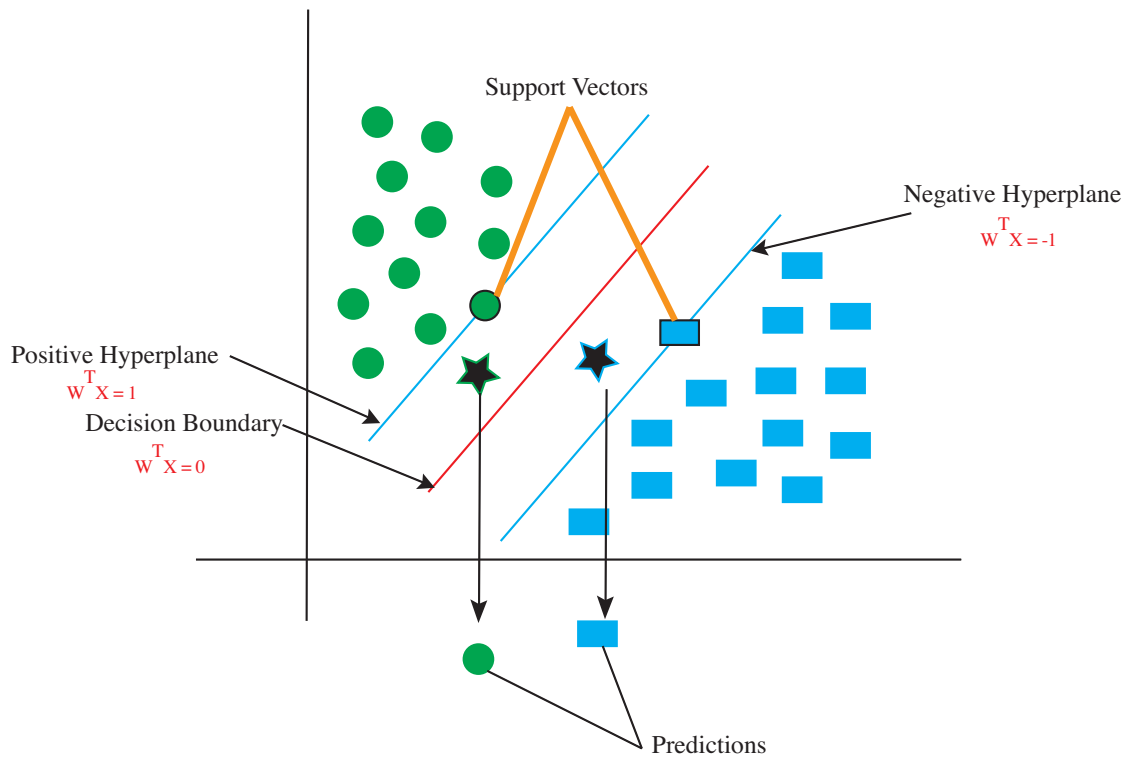 Support Vectors
Negative Hyperplane
W^T X = -1
Positive Hyperplane
W^T X = 1
Decision Boundary
W^T X = 0
Predictions